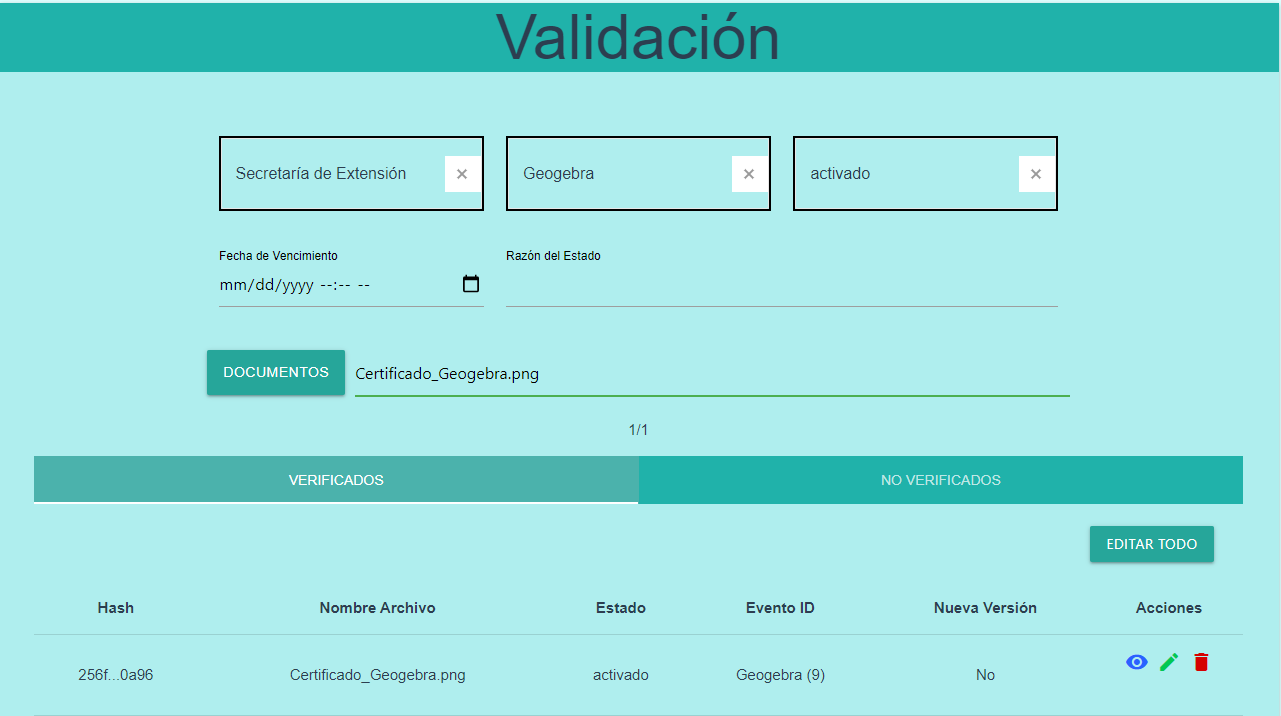 Validación
Secretaría de Extensión × Geogebra × activado ×
Fecha de Vencimiento Razón del Estado
mm/dd/yyyy --:-- --
DOCUMENTOS Certificado_Geogebra.png
1/1
VERIFICADOS NO VERIFICADOS
EDITAR TODO
Hash Nombre Archivo Estado Evento ID Nueva Versión Acciones
256f...0a96 Certificado_Geogebra.png activado Geogebra (9) No